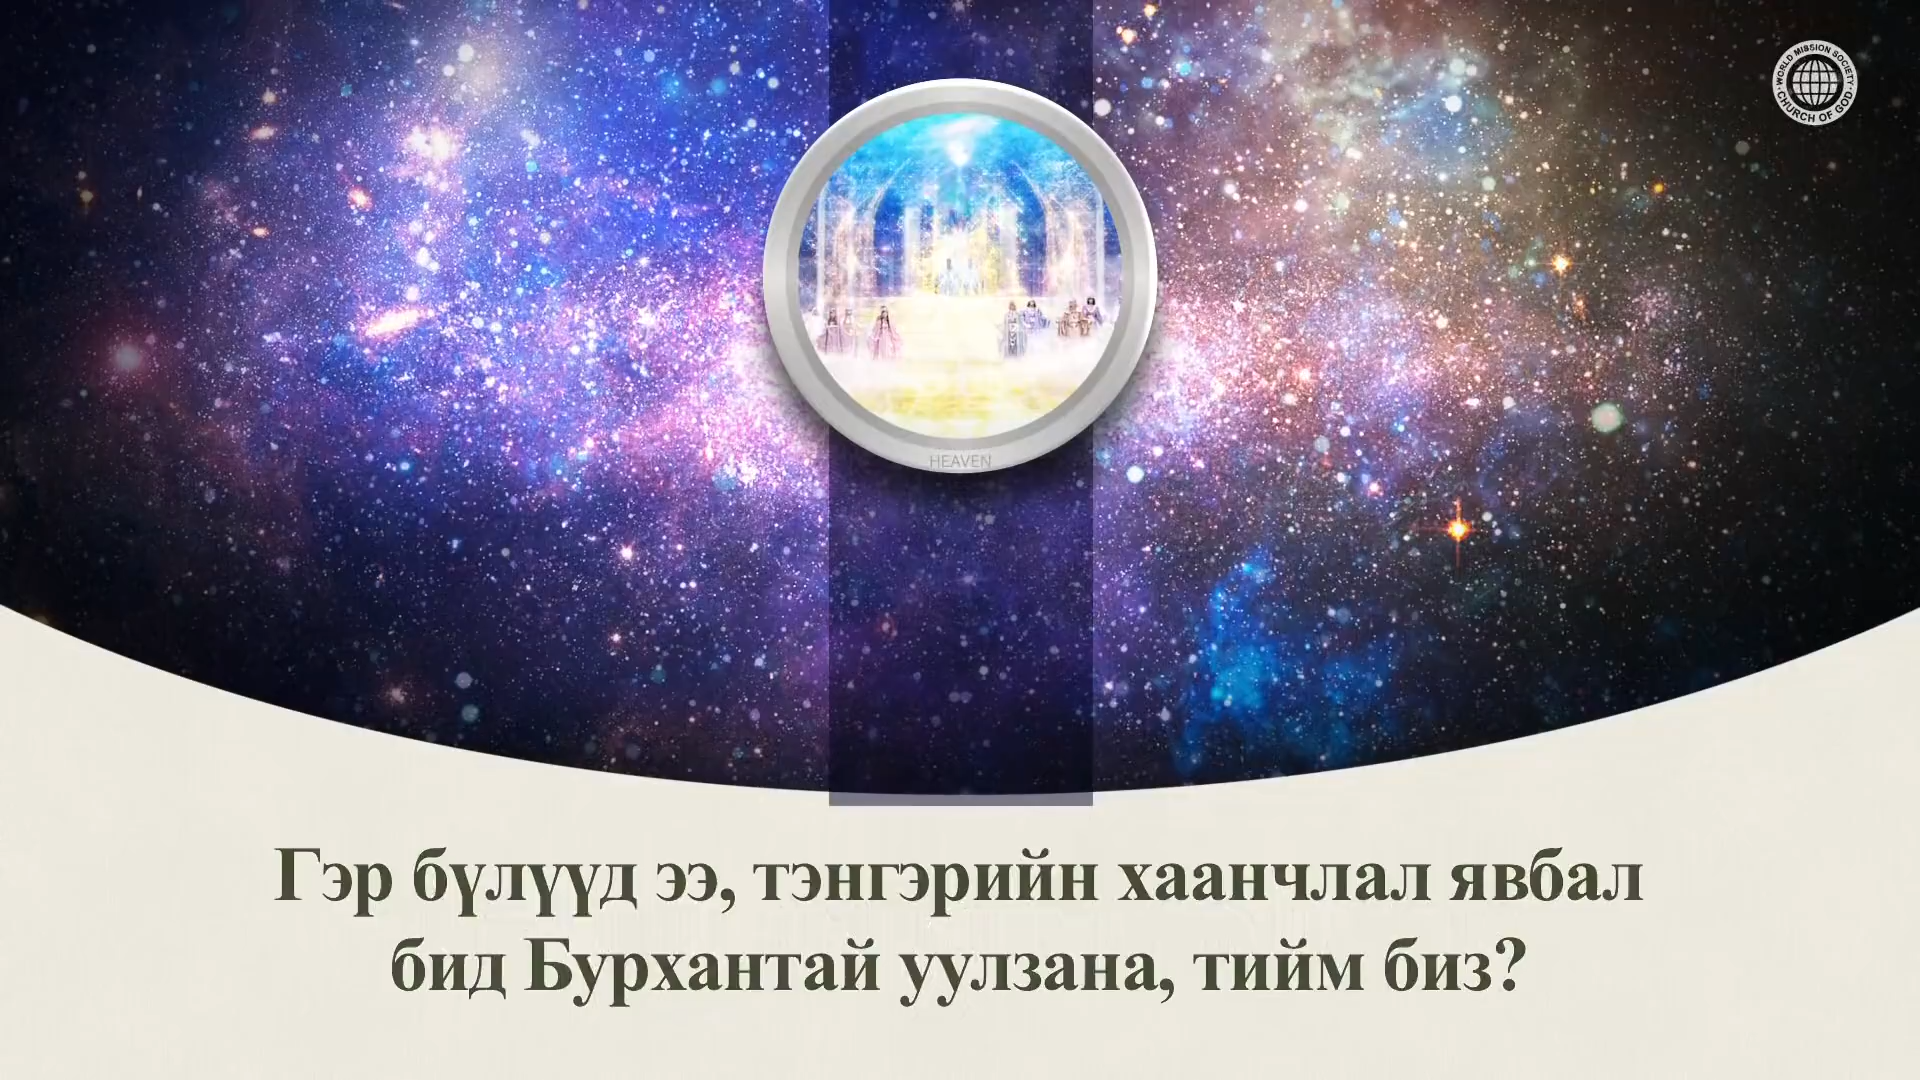 WORLD MISSION SOCIETY
CHURCH OF GOD
HEAVEN
Гэр бүлүүд ээ, тэнгэрийн хаанчлал явбал
бид Бурхантай уулзана, тийм биз?